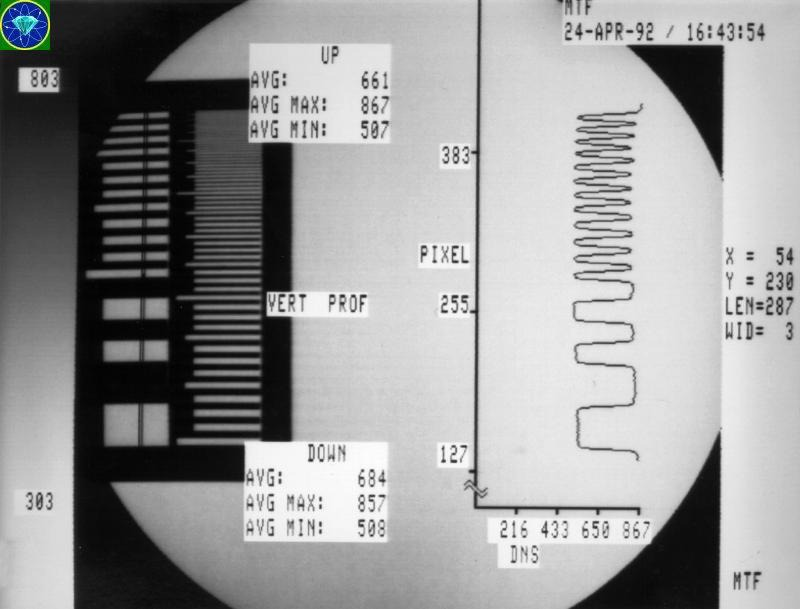 MTF
24-APR-92 / 16:43:54
803
UP
AVG: 661
AVG MAX: 867
AVG MIN: 507
383
PIXEL
X = 54
Y = 230
LEN=287
WID= 3
VERT PROF
255
DOWN
AVG: 684
AVG MAX: 857
AVG MIN: 508
127
303
216 433 650 867
DNS
MTF